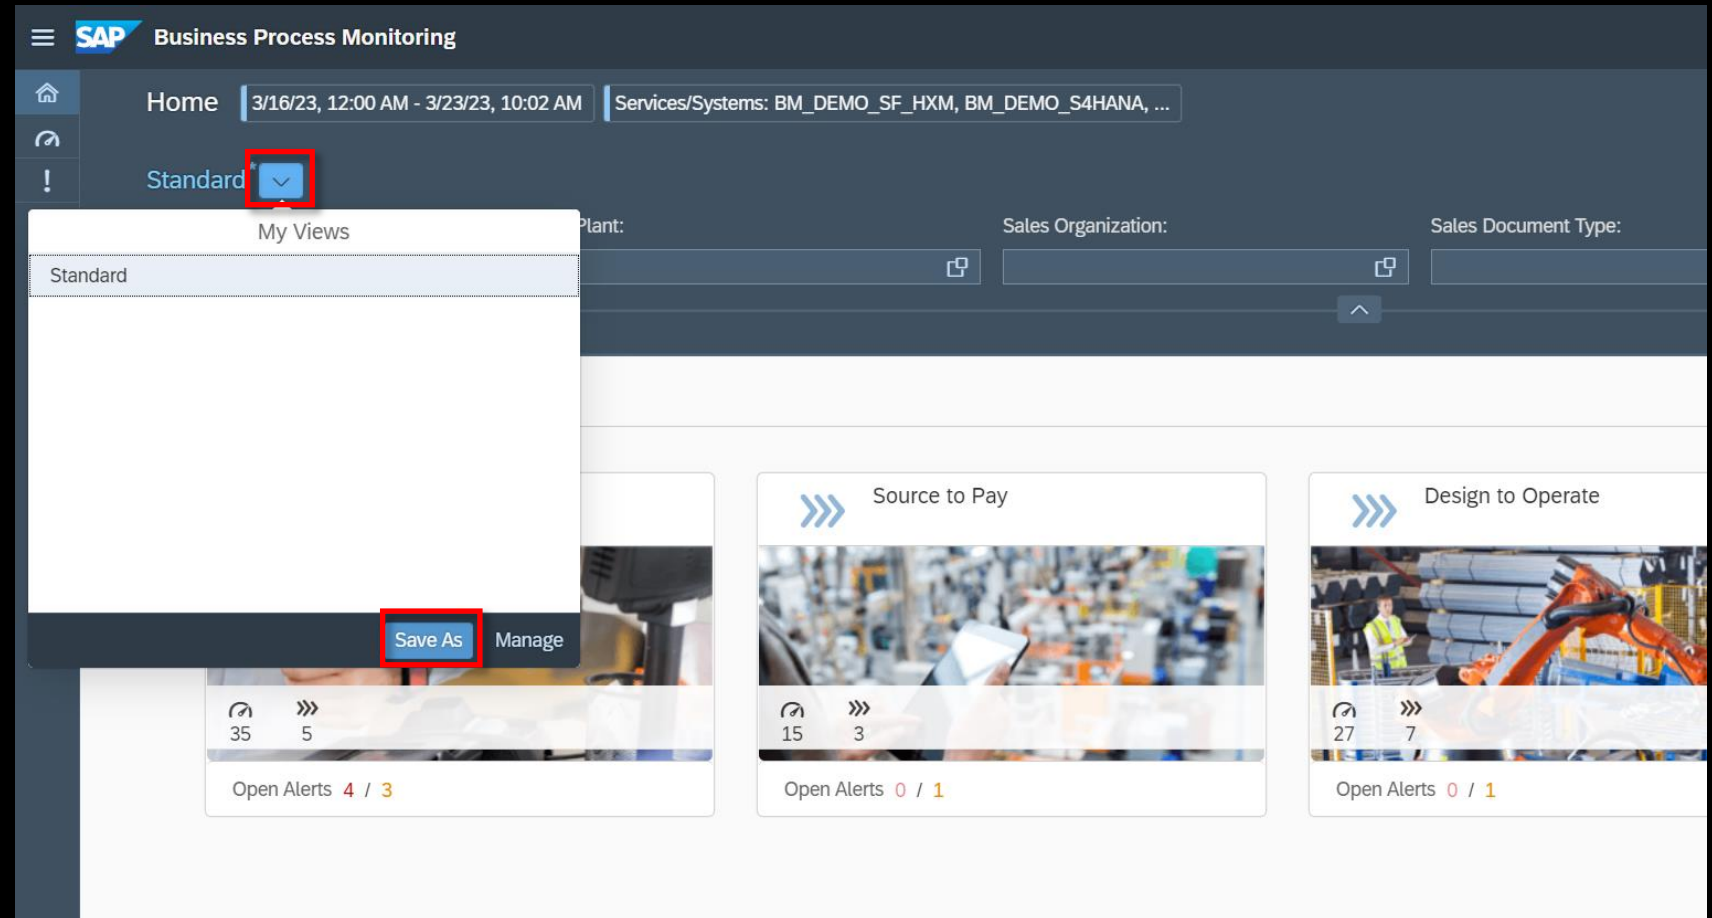 SAP Business Process Monitoring
Home 3/16/23, 12:00 AM - 3/23/23, 10:02 AM Services/Systems: BM_DEMO_SF_HXM, BM_DEMO_S4HANA, ...
Standard*
My Views
Standard
Save As Manage
Plant: Sales Organization: Sales Document Type:
35 5
Open Alerts 4 / 3
Source to Pay
15 3
Open Alerts 0 / 1
Design to Operate
27 7
Open Alerts 0 / 1